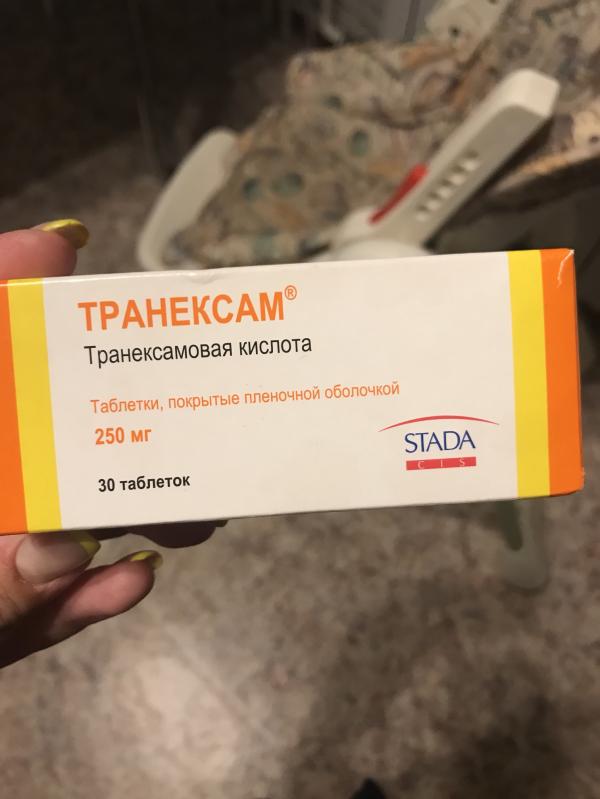 ТРАНЕКСАМ®
Транексамовая кислота
Таблетки, покрытые пленочной оболочкой
250 мг
30 таблеток
STADA
CIS